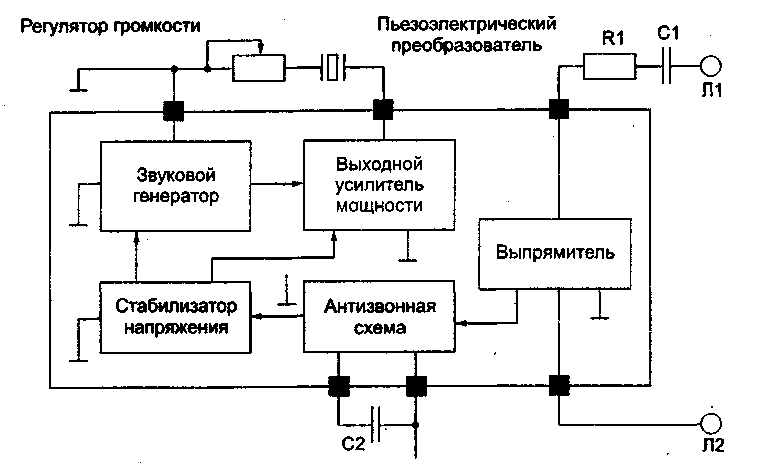 Регулятор громкости
Пьезоэлектрический
преобразователь
R1
C1
Л1
Звуковой
генератор
Выходной
усилитель
мощности
Выпрямитель
Стабилизатор
напряжения
Антизвонная
схема
C2
Л2